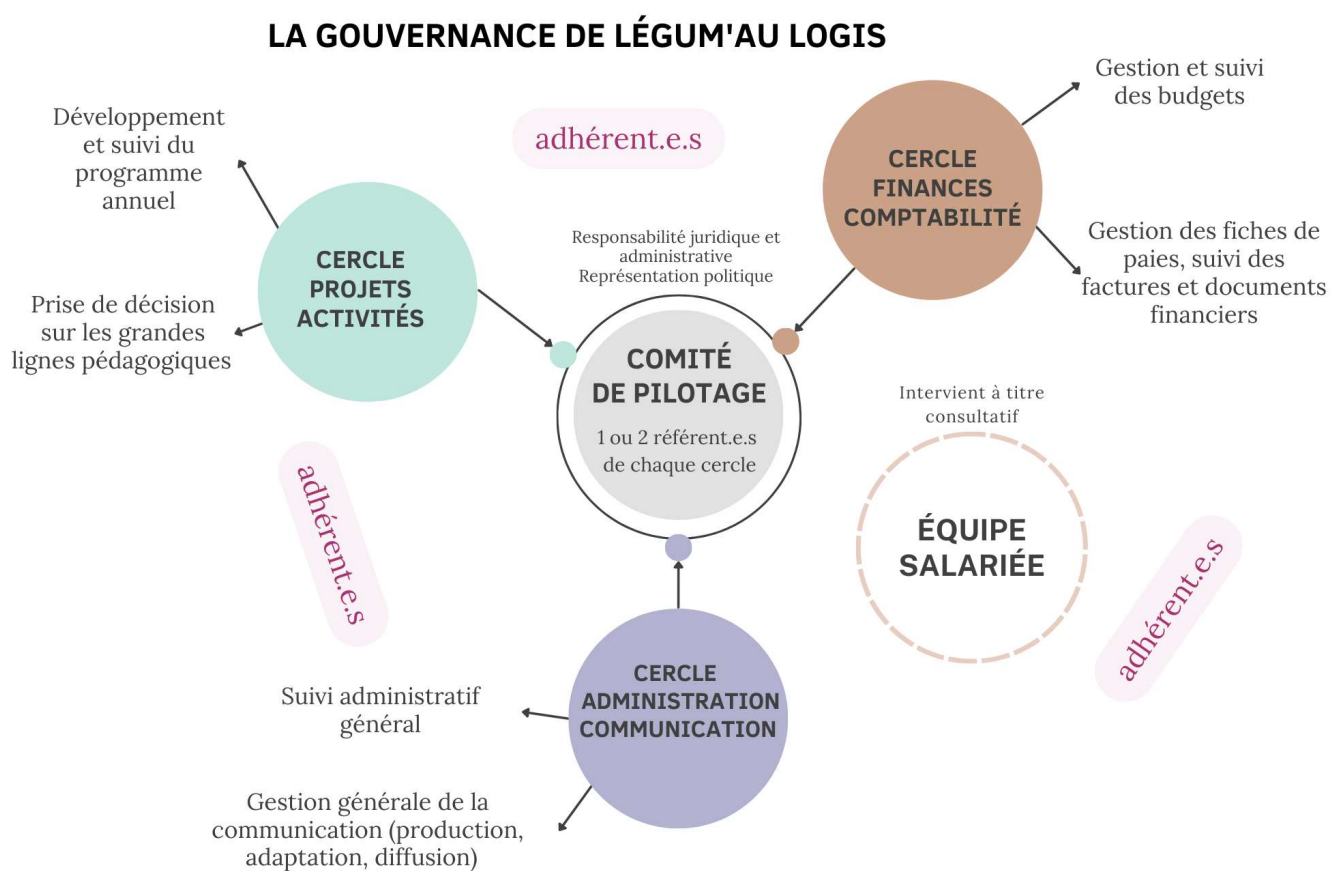 LA GOUVERNANCE DE LÉGUM'AU LOGIS
Développement
et suivi du
programme
annuel
Prise de décision
sur les grandes
lignes pédagogiques
CERCLE
PROJETS
ACTIVITÉS
adhérent.e.s
Responsabilité juridique et
administrative
Représentation politique
COMITÉ
DE PILOTAGE
1 ou 2 référent.e.s
de chaque cercle
CERCLE
FINANCES
COMPTABILITÉ
Gestion et suivi
des budgets
Gestion des fiches de
paies, suivi des
factures et documents
financiers
Intervient à titre
consultatif
ÉQUIPE
SALARIÉE
adhérent.e.s
adhérent.e.s
CERCLE
ADMINISTRATION
COMMUNICATION
Suivi administratif
général
Gestion générale de la
communication (production,
adaptation, diffusion)